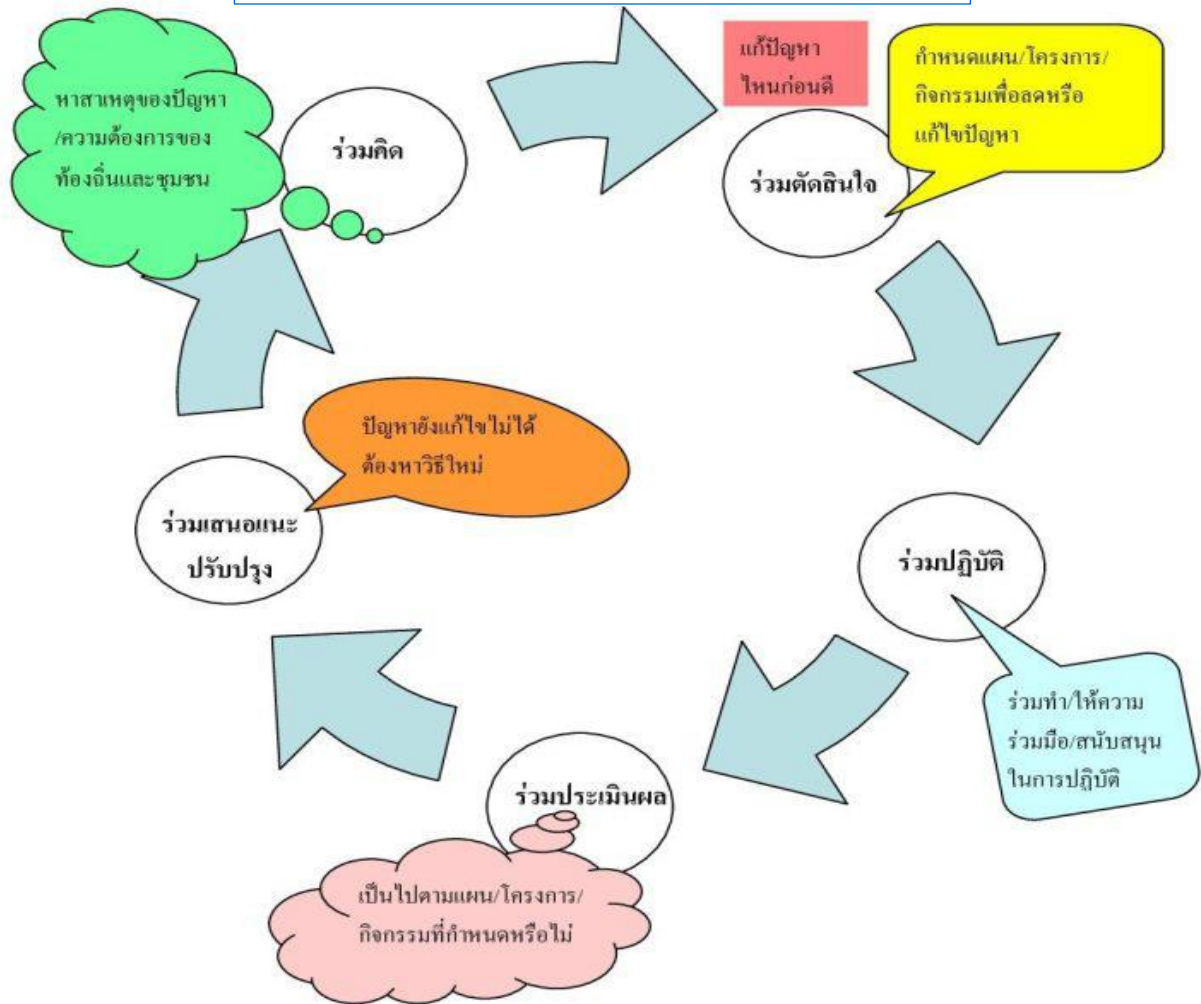 หาสาเหตุของปัญหา
/ความต้องการของ
ท้องถิ่นและชุมชน
ร่วมคิด
แก้ปัญหา
ไหนก่อนดี
ร่วมตัดสินใจ
กำหนดแผน/โครงการ/
กิจกรรมเพื่อลดหรือ
แก้ไขปัญหา
ร่วมปฏิบัติ
ร่วมทำ/ให้ความ
ร่วมมือ/สนับสนุน
ในการปฏิบัติ
ร่วมประเมินผล
เป็นไปตามแผน/โครงการ/
กิจกรรมที่กำหนดหรือไม่
ร่วมเสนอแนะ
ปรับปรุง
ปัญหายังแก้ไขไม่ได้
ต้องหาวิธีใหม่